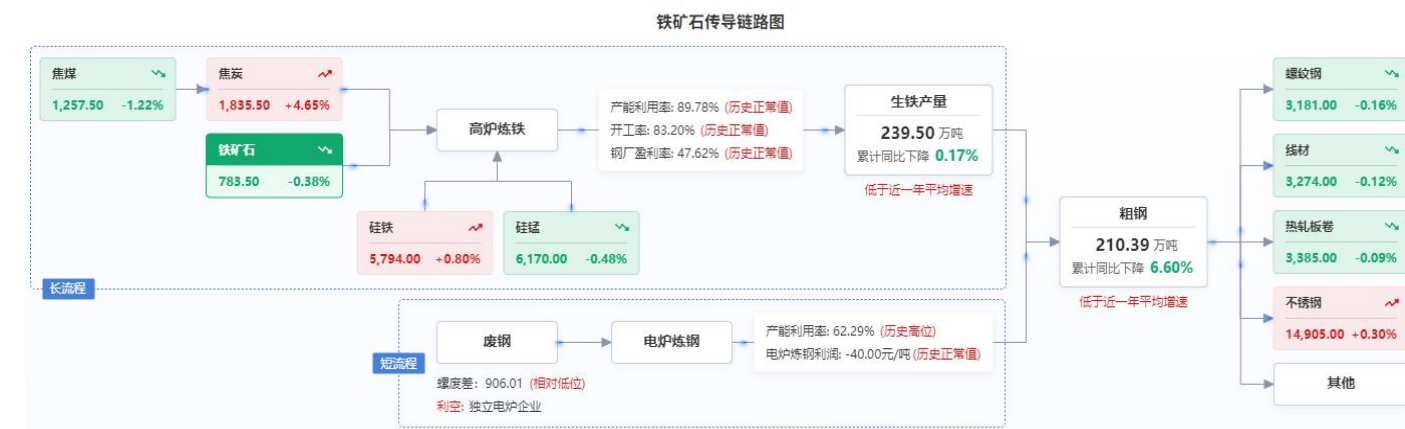 铁矿石传导链路图
焦煤
1,257.50 -1.22%
焦炭
1,835.50 +4.65%
铁矿石
783.50 -0.38%
高炉炼铁
硅铁
5,794.00 +0.80%
硅锰
6,170.00 -0.48%
产能利用率: 89.78% (历史正常值)
开工率: 83.20% (历史正常值)
钢厂盈利率: 47.62% (历史正常值)
生铁产量
239.50 万吨
累计同比下降 0.17%
低于近一年平均增速
长流程
废钢
螺废差: 906.01 (相对低位)
利空: 独立电炉企业
电炉炼钢
产能利用率: 62.29% (历史高位)
电炉炼钢利润: -40.00元/吨 (历史正常值)
短流程
粗钢
210.39 万吨
累计同比下降 6.60%
低于近一年平均增速
螺纹钢
3,181.00 -0.16%
线材
3,274.00 -0.12%
热轧板卷
3,385.00 -0.09%
不锈钢
14,905.00 +0.30%
其他